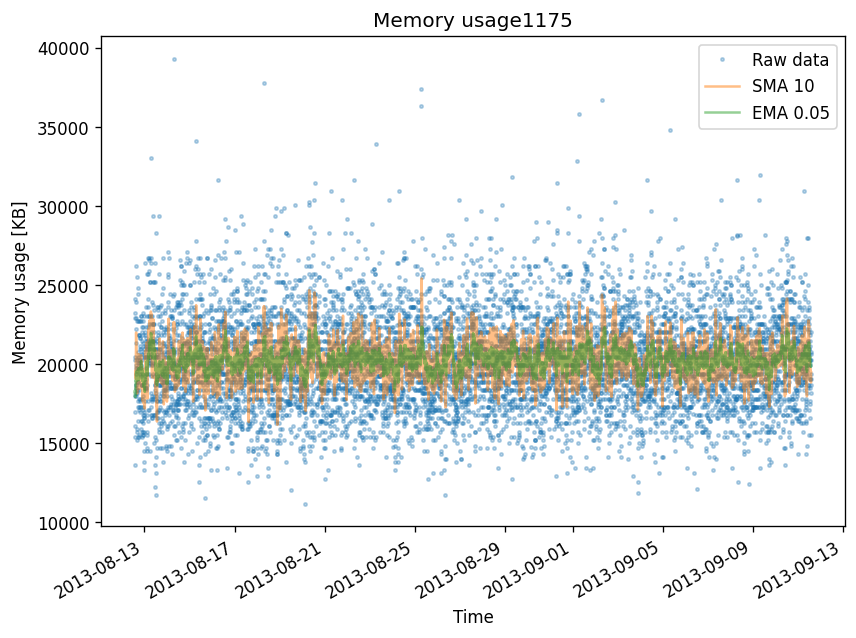 Memory usage1175
Raw data
SMA 10
EMA 0.05
Memory usage [KB]
40000
35000
30000
25000
20000
15000
10000
2013-08-13
2013-08-17
2013-08-21
2013-08-25
2013-08-29
2013-09-01
2013-09-05
2013-09-09
2013-09-13
Time